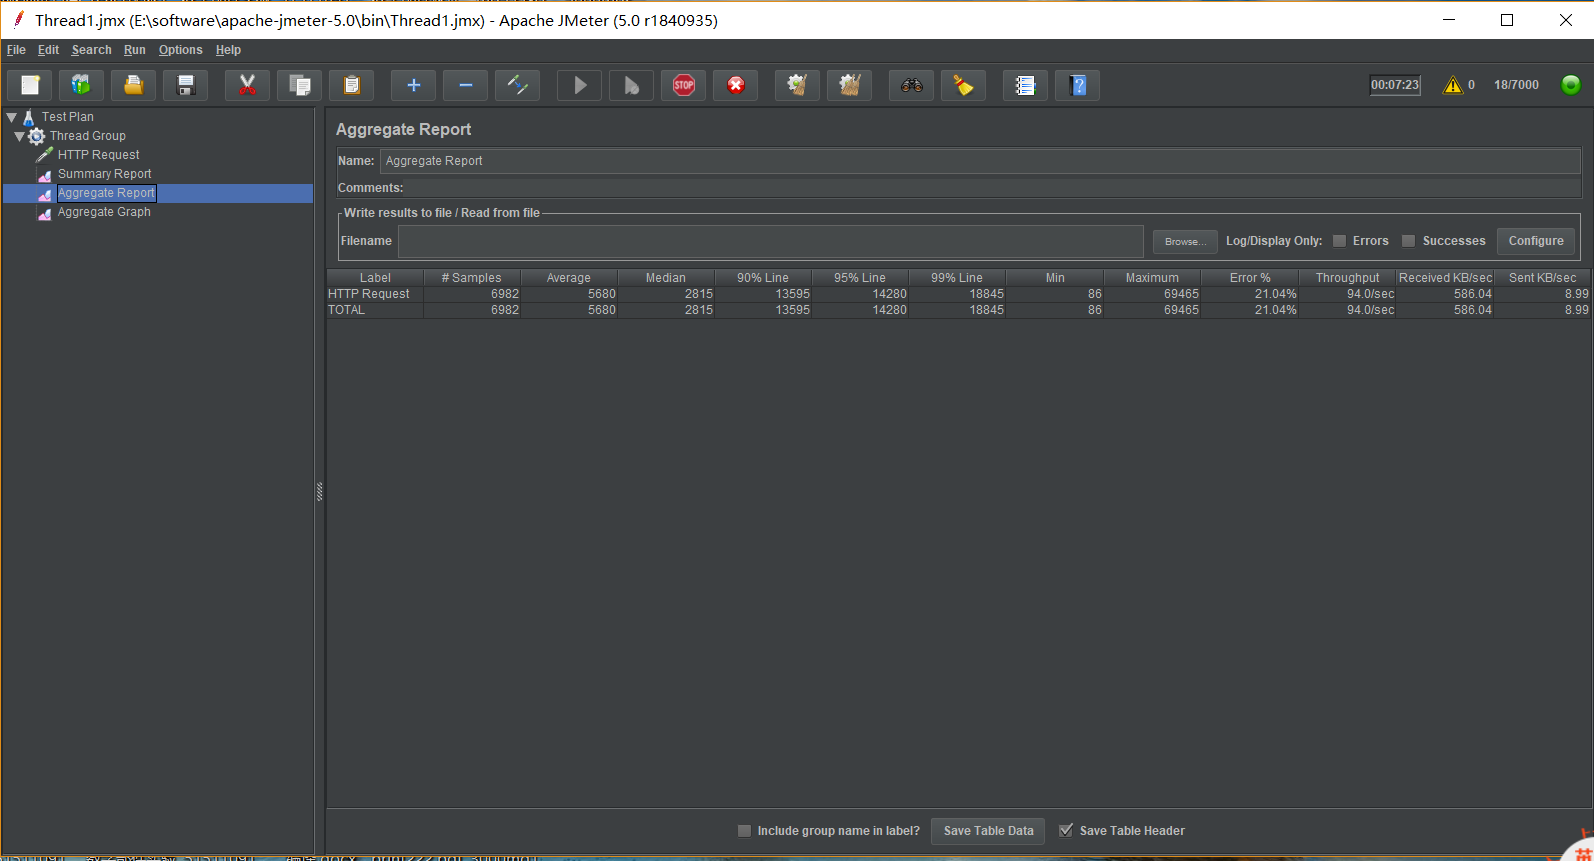 Thread1.jmx (E:\software\apache-jmeter-5.0\bin\Thread1.jmx) - Apache JMeter (5.0 r1840935)
File Edit Search Run Options Help
STOP 00:07:23 0 18/7000
Test Plan
Thread Group
HTTP Request
Summary Report
Aggregate Report
Aggregate Graph
Aggregate Report
Name: Aggregate Report
Comments:
Write results to file / Read from file
Filename Browse... Log/Display Only: Errors Successes Configure
Label # Samples Average Median 90% Line 95% Line 99% Line Min Maximum Error % Throughput Received KB/sec Sent KB/sec
HTTP Request 6982 5680 2815 13595 14280 18845 86 69465 21.04% 94.0/sec 586.04 8.99
TOTAL 6982 5680 2815 13595 14280 18845 86 69465 21.04% 94.0/sec 586.04 8.99
Include group name in label? Save Table Data Save Table Header
英